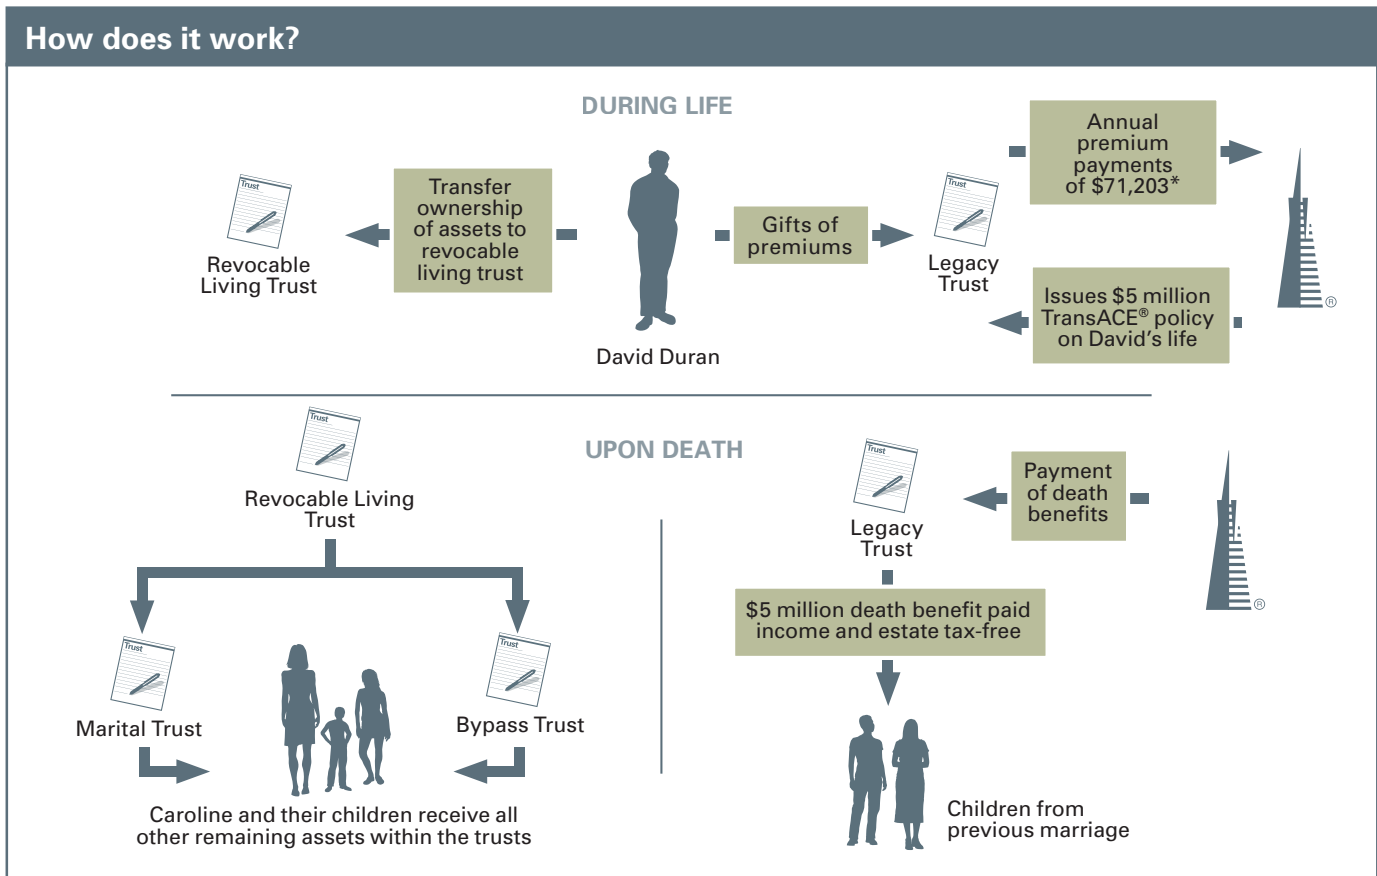 How does it work?
DURING LIFE
Trust
Revocable
Living Trust
Transfer
ownership
of assets to
revocable
living trust
David Duran
Gifts of
premiums
Trust
Legacy
Trust
Annual
premium
payments
of $71,203*
Issues $5 million
TransACE® policy
on David’s life
®
UPON DEATH
Trust
Revocable Living
Trust
Trust
Marital Trust
Trust
Bypass Trust
Caroline and their children receive all
other remaining assets within the trusts
Trust
Legacy
Trust
Payment
of death
benefits
®
$5 million death benefit paid
income and estate tax-free
Children from
previous marriage